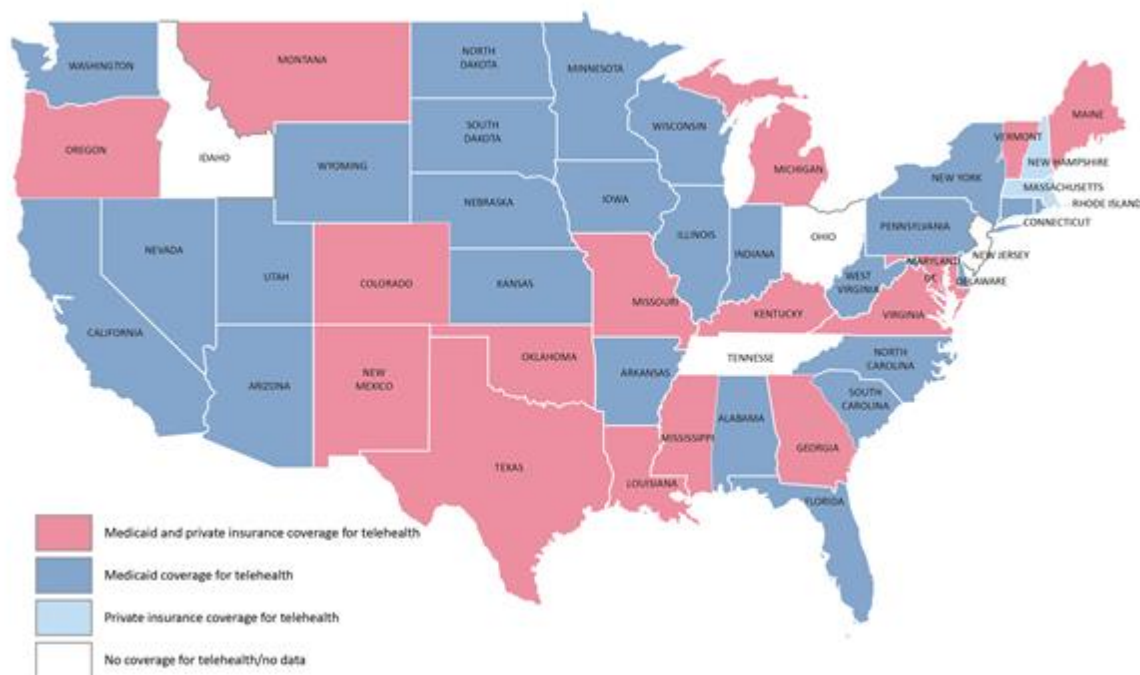 WASHINGTON
MONTANA
NORTH
DAKOTA
MINNESOTA
MAINE
VERMONT
OREGON
IDAHO
WYOMING
SOUTH
DAKOTA
WISCONSIN
MICHIGAN
NEW YORK
NEW HAMPSHIRE
MASSACHUSETTS
RHODE ISLAND
CONNECTICUT
NEBRASKA
IOWA
PENNSYLVANIA
NEVADA
UTAH
COLORADO
KANSAS
MISSOURI
ILLINOIS
INDIANA
OHIO
NEW JERSEY
MARYLAND
DC
DELAWARE
WEST
VIRGINIA
CALIFORNIA
KENTUCKY
VIRGINIA
ARIZONA
NEW
MEXICO
OKLAHOMA
ARKANSAS
TENNESSE
NORTH
CAROLINA
SOUTH
CAROLINA
TEXAS
LOUISIANA
MISSISSIPPI
ALABAMA
GEORGIA
FLORIDA
Medicaid and private insurance coverage for telehealth
Medicaid coverage for telehealth
Private insurance coverage for telehealth
No coverage for telehealth/no data